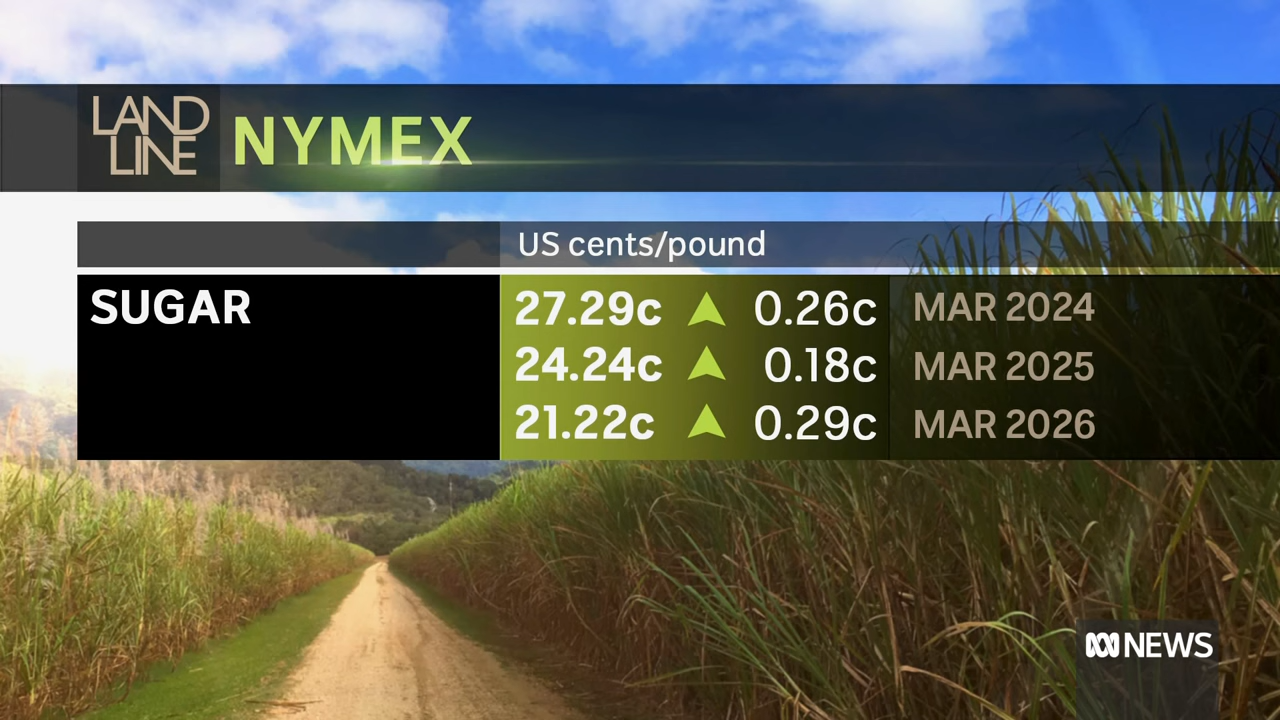 LAND
LINE
NYMEX
US cents/pound
SUGAR
27.29c 0.26c MAR 2024
24.24c 0.18c MAR 2025
21.22c 0.29c MAR 2026
NEWS